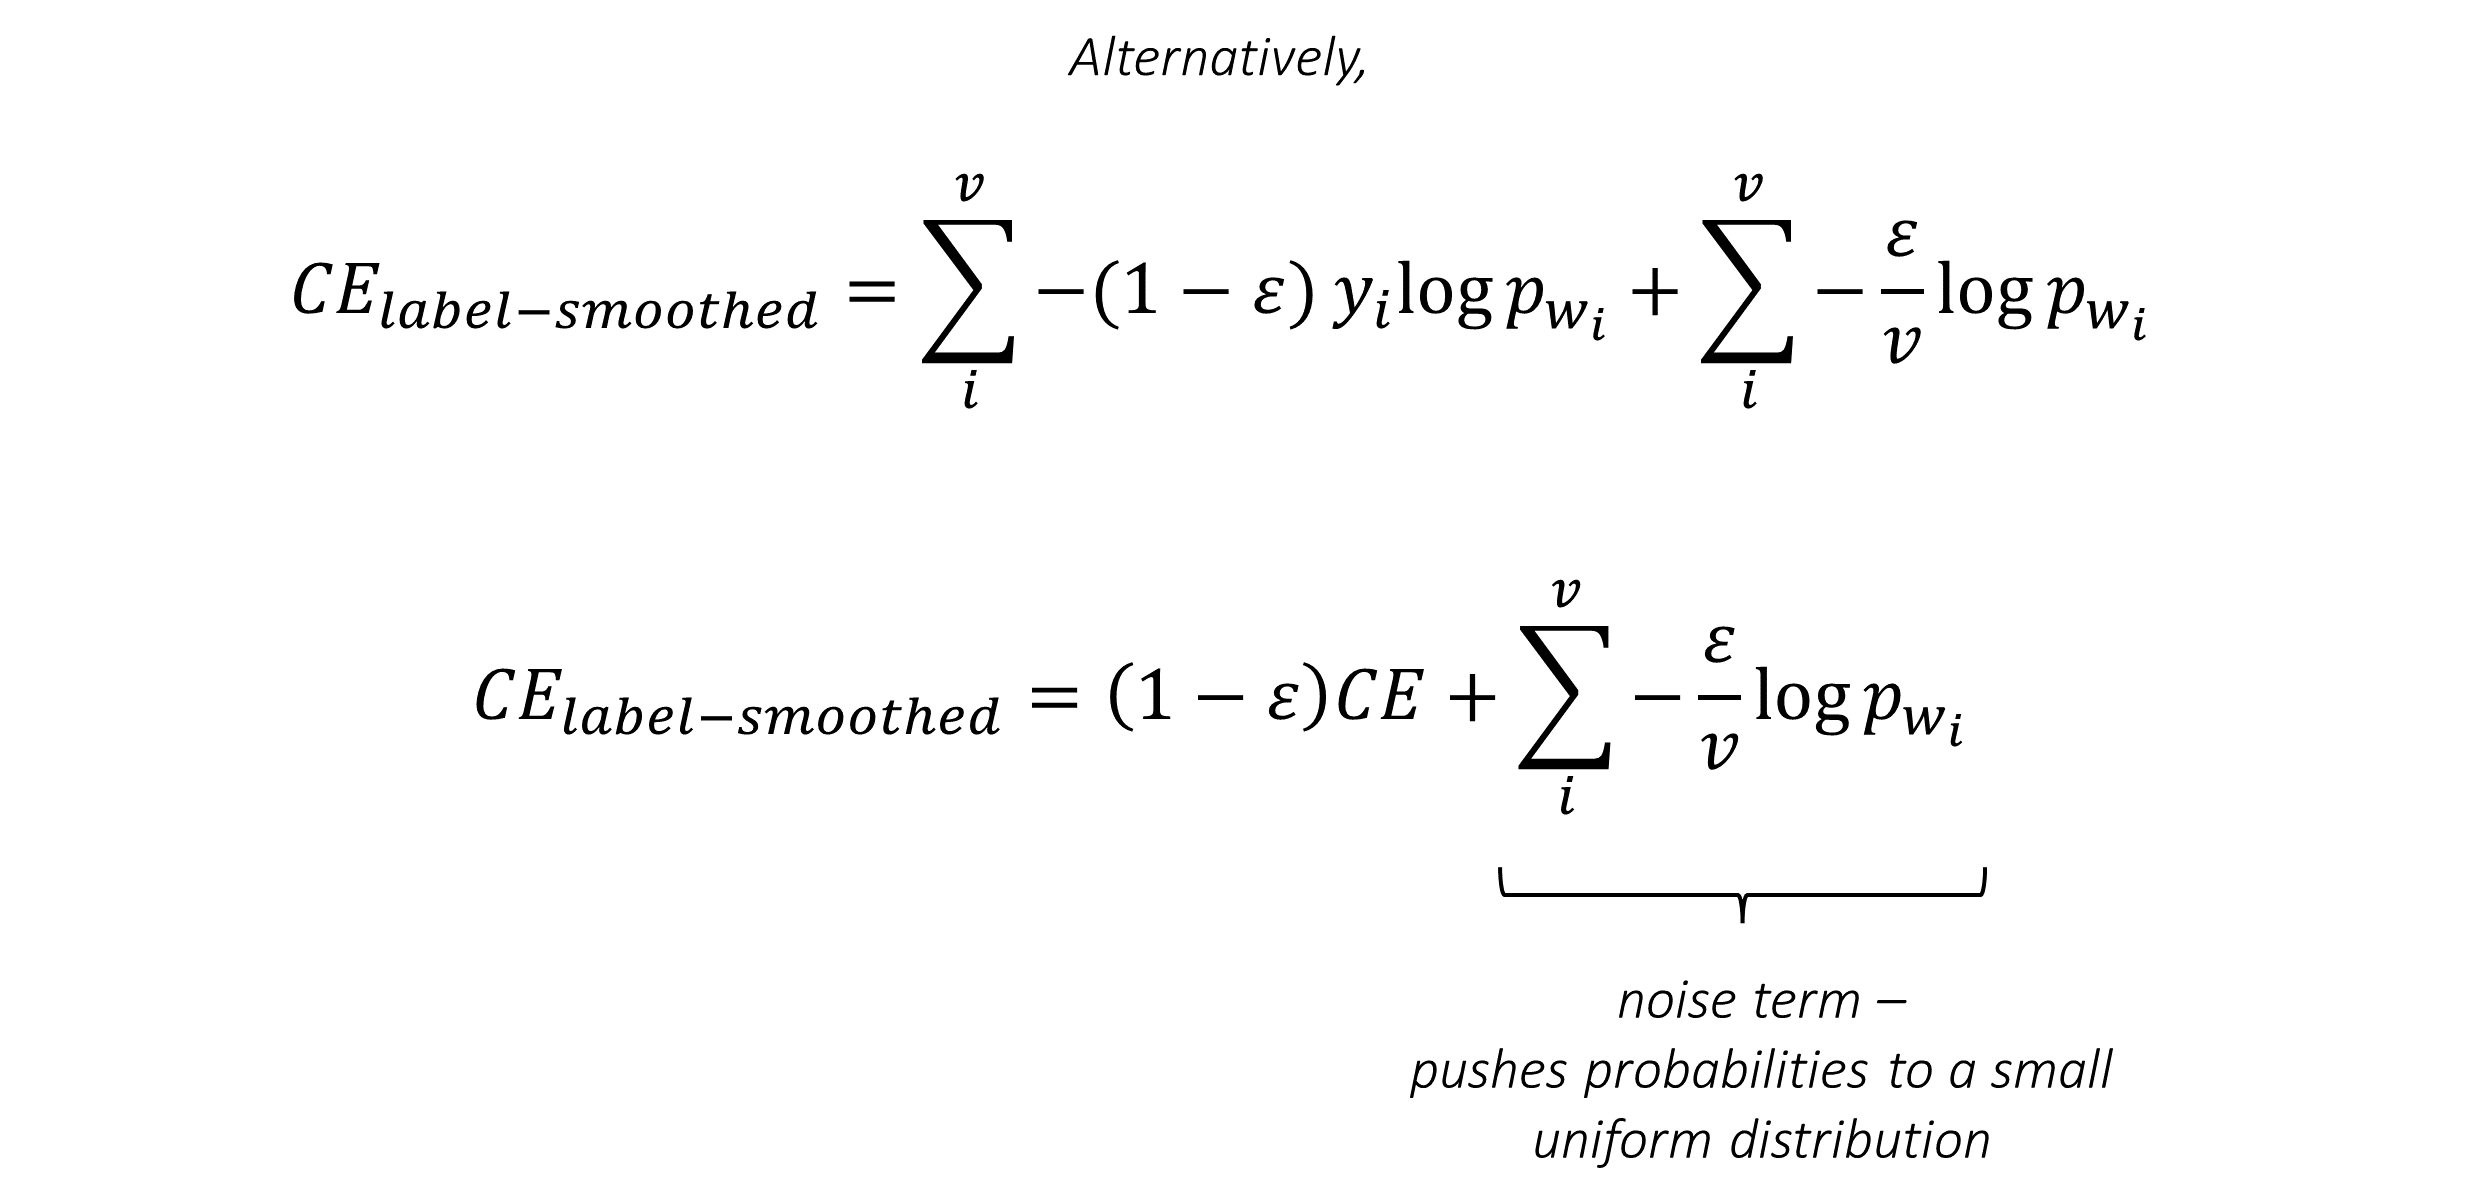 Alternatively,
$CE_{label-smoothed} = \sum_{i}^{v} -(1 - \varepsilon)\, y_i \log p_{w_i} + \sum_{i}^{v} -\frac{\varepsilon}{v} \log p_{w_i}$
$CE_{label-smoothed} = (1 - \varepsilon)CE + \sum_{i}^{v} -\frac{\varepsilon}{v} \log p_{w_i}$
noise term –
pushes probabilities to a small
uniform distribution